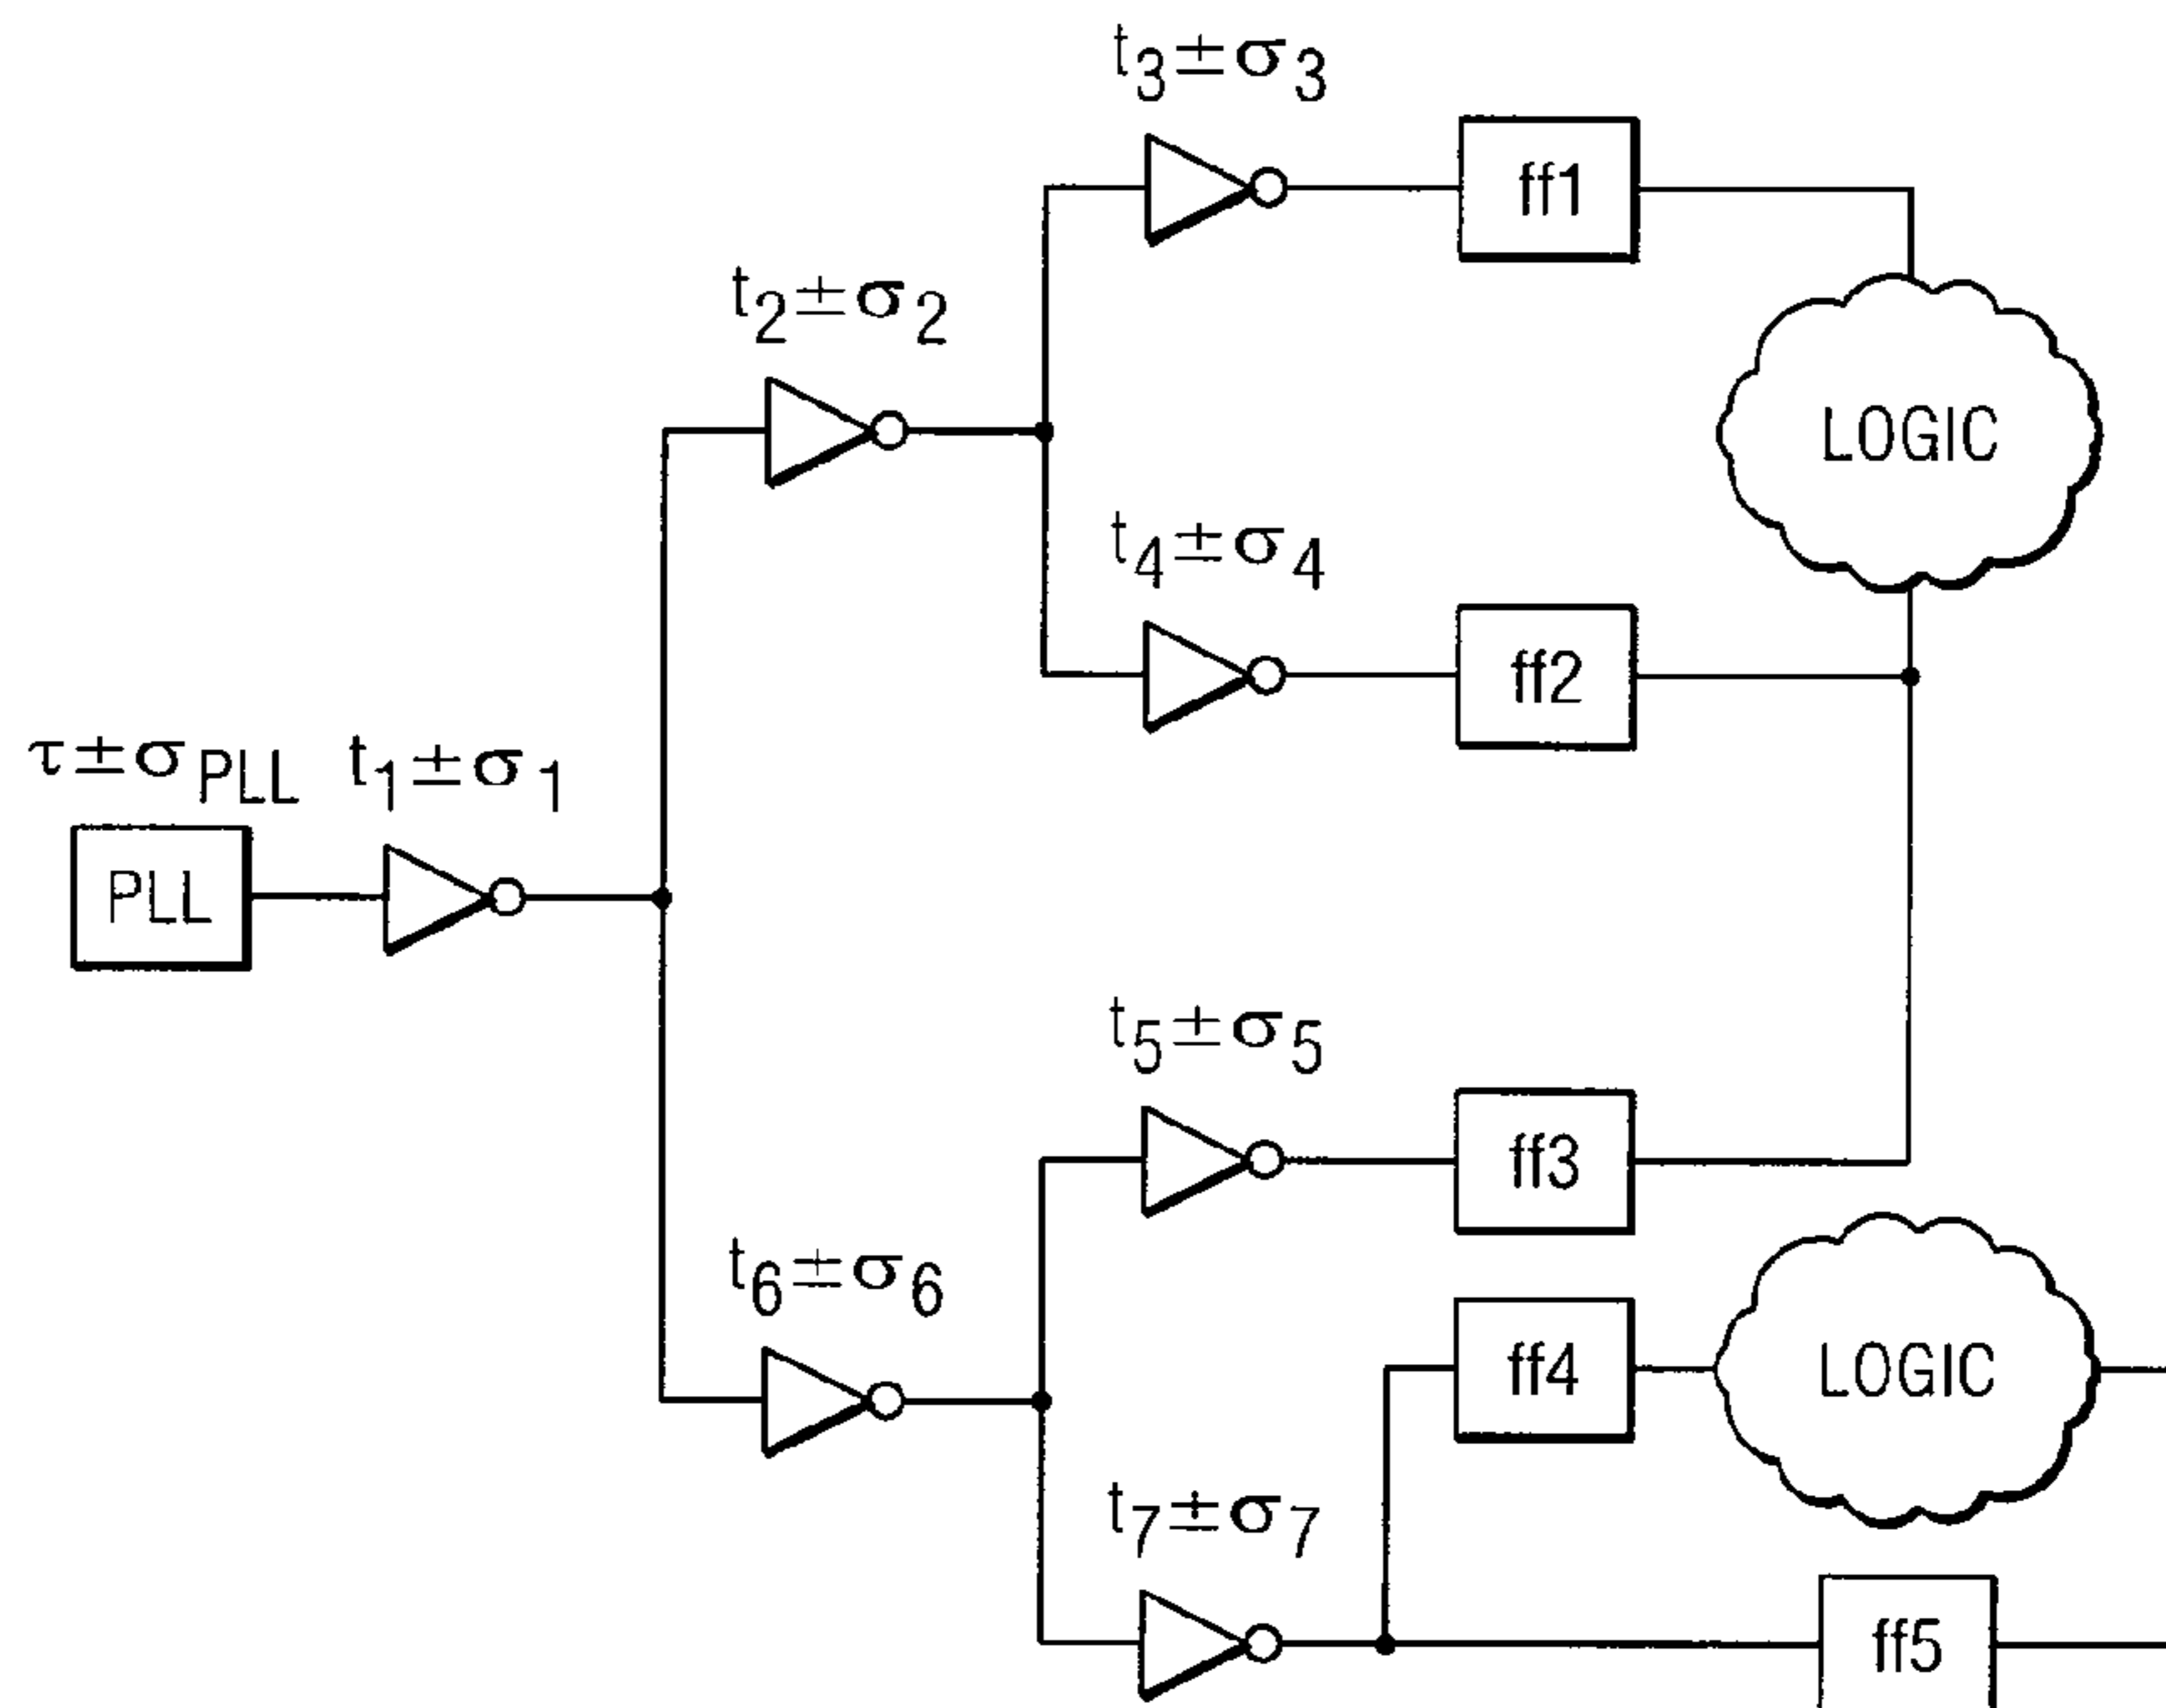 t₃±σ₃
ff1
t₂±σ₂
LOGIC
t₄±σ₄
ff2
τ±σPLL
t₁±σ₁
PLL
t₅±σ₅
ff3
t₆±σ₆
ff4
LOGIC
t₇±σ₇
ff5